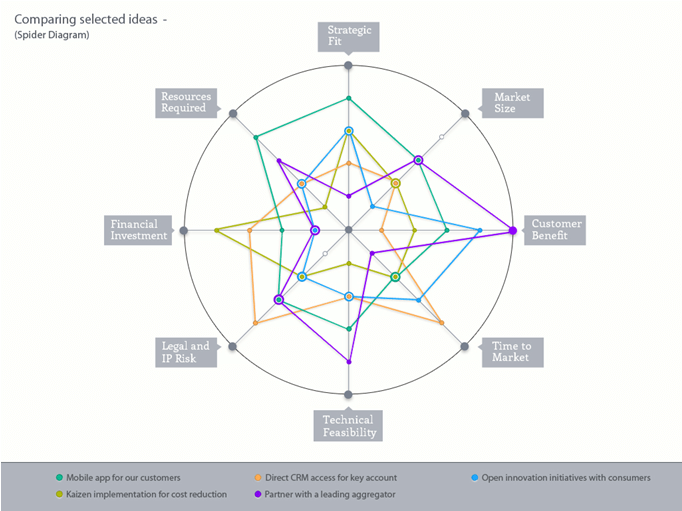 Comparing selected ideas -
(Spider Diagram)
Strategic
Fit
Resources
Required
Market
Size
Financial
Investment
Customer
Benefit
Legal and
IP Risk
Time to
Market
Technical
Feasibility
Mobile app for our customers
Direct CRM access for key account
Open innovation initiatives with consumers
Kaizen implementation for cost reduction
Partner with a leading aggregator